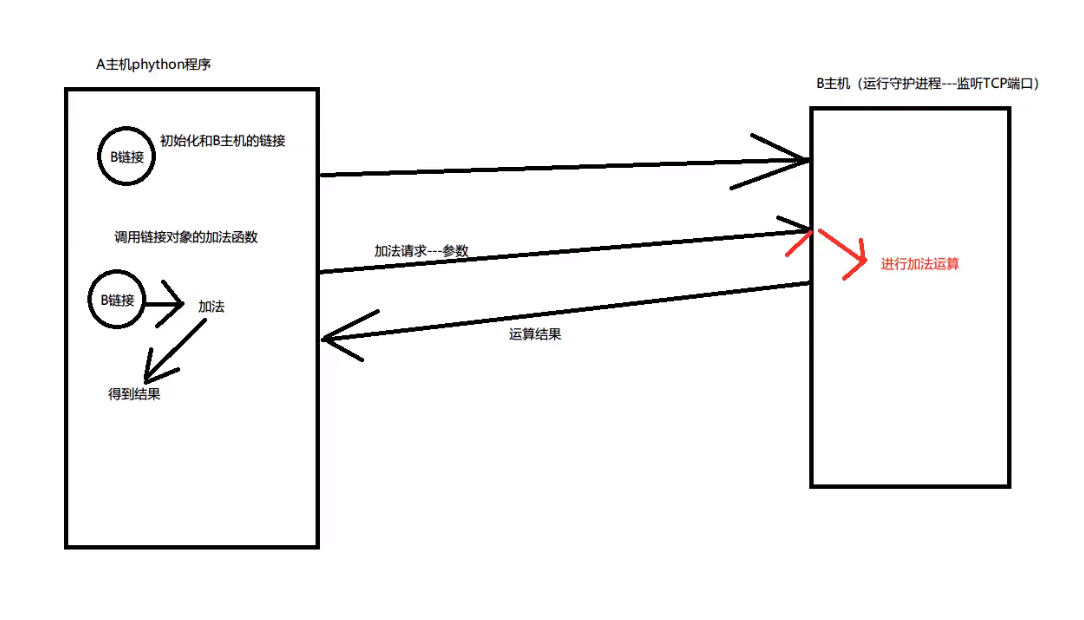 A主机phython程序
B主机（运行守护进程---监听TCP端口）
B链接
初始化和B主机的链接
调用链接对象的加法函数
加法请求---参数
进行加法运算
B链接
加法
运算结果
得到结果